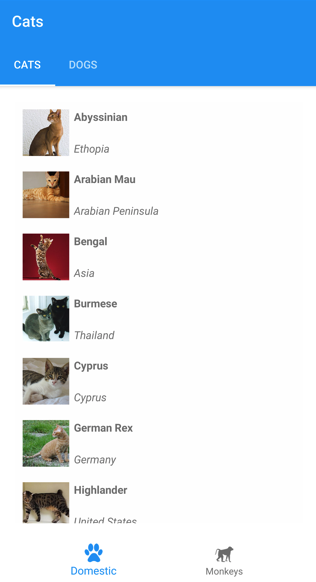 Cats
CATS DOGS
Abyssinian
Ethopia
Arabian Mau
Arabian Peninsula
Bengal
Asia
Burmese
Thailand
Cyprus
Cyprus
German Rex
Germany
Highlander
United States
Domestic Monkeys